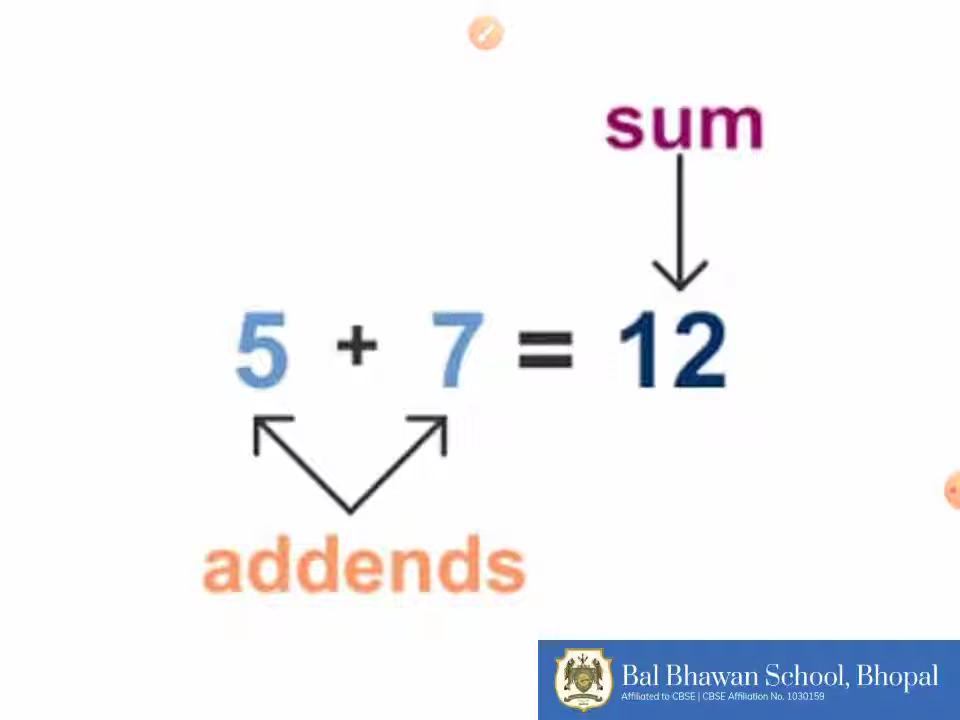 sum
5 + 7 = 12
addends
Bal Bhawan School, Bhopal
Affiliated to CBSE | CBSE Affiliation No. 1030159